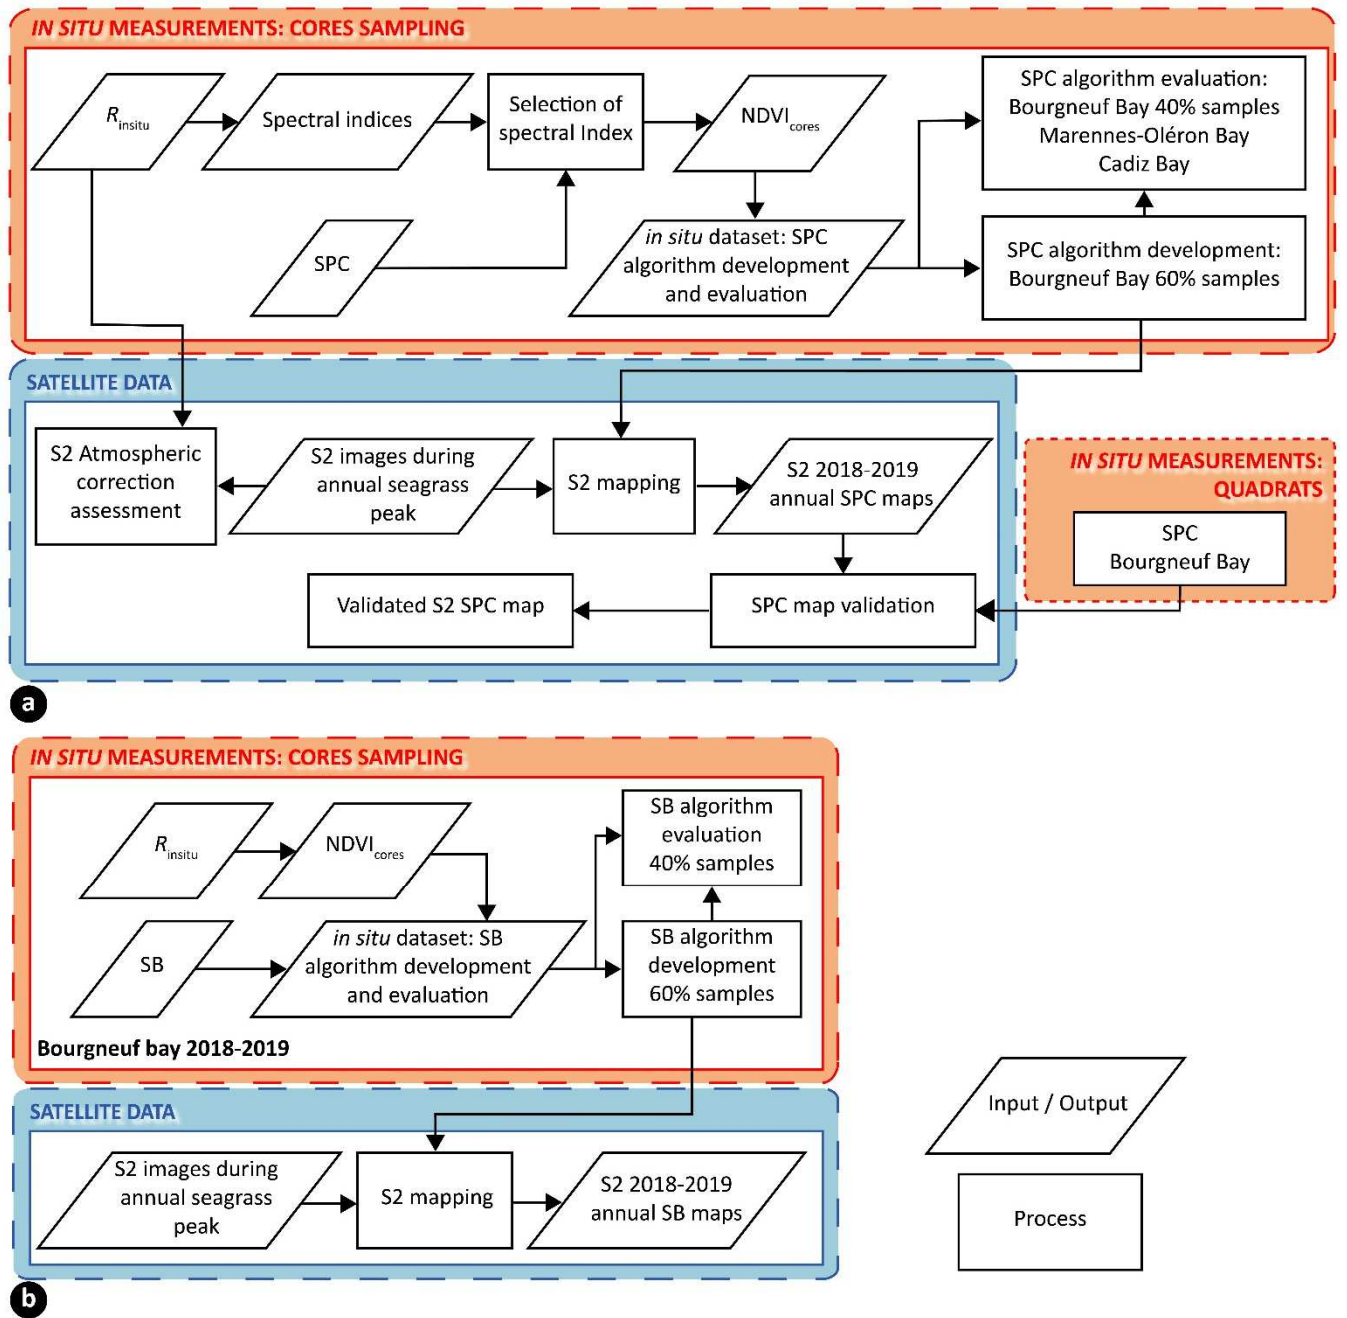 IN SITU MEASUREMENTS: CORES SAMPLING
Rinsitu
Spectral indices
Selection of
spectral Index
NDVIcores
SPC algorithm evaluation:
Bourgneuf Bay 40% samples
Marennes-Oléron Bay
Cadiz Bay
SPC
in situ dataset: SPC
algorithm development
and evaluation
SPC algorithm development:
Bourgneuf Bay 60% samples
SATELLITE DATA
S2 Atmospheric
correction
assessment
S2 images during
annual seagrass
peak
S2 mapping
S2 2018-2019
annual SPC maps
IN SITU MEASUREMENTS:
QUADRATS
SPC
Bourgneuf Bay
Validated S2 SPC map
SPC map validation
a
IN SITU MEASUREMENTS: CORES SAMPLING
Rinsitu
NDVIcores
SB algorithm
evaluation
40% samples
SB
in situ dataset: SB
algorithm development
and evaluation
SB algorithm
development
60% samples
Bourgneuf bay 2018-2019
SATELLITE DATA
S2 images during
annual seagrass
peak
S2 mapping
S2 2018-2019
annual SB maps
Input / Output
Process
b